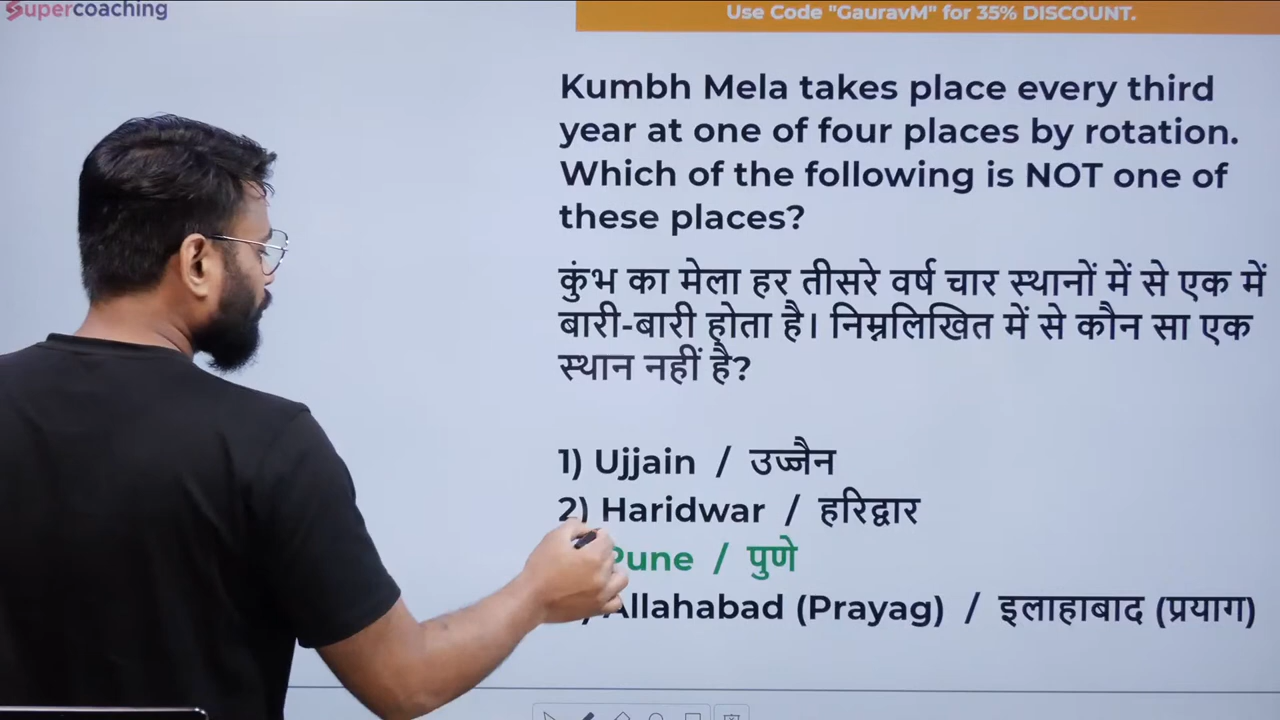 Supercoaching
Use Code "GauravM" for 35% DISCOUNT.
Kumbh Mela takes place every third
year at one of four places by rotation.
Which of the following is NOT one of
these places?
कुंभ का मेला हर तीसरे वर्ष चार स्थानों में से एक में
बारी-बारी होता है। निम्नलिखित में से कौन सा एक
स्थान नहीं है?
1) Ujjain / उज्जैन
2) Haridwar / हरिद्वार
Pune / पुणे
Allahabad (Prayag) / इलाहाबाद (प्रयाग)